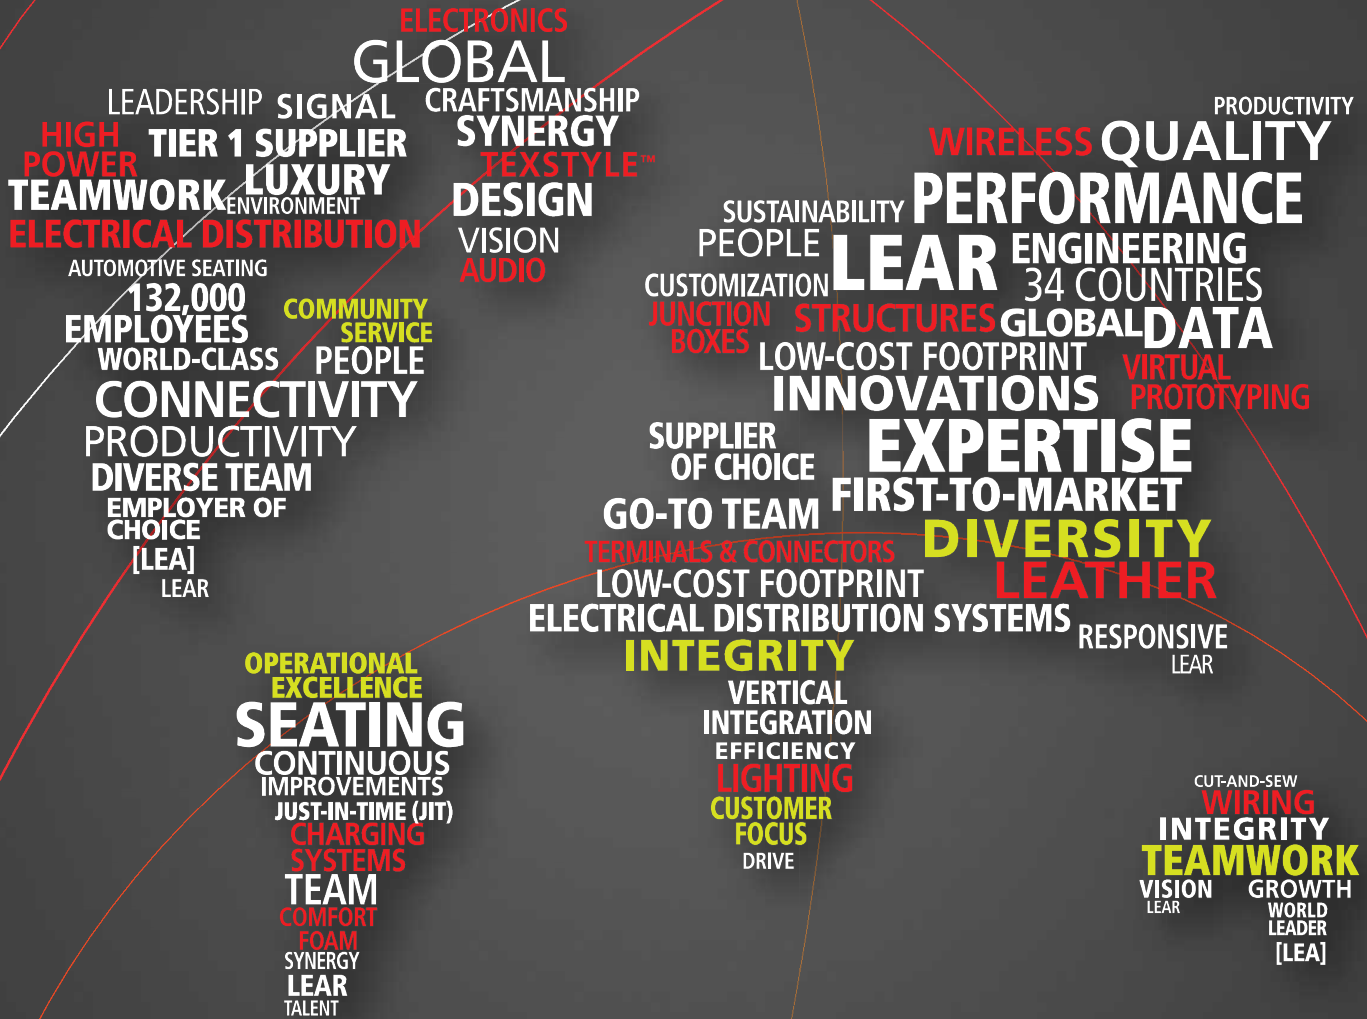 ELECTRONICS
GLOBAL
LEADERSHIP SIGNAL
CRAFTSMANSHIP
HIGH
POWER
TIER 1 SUPPLIER
SYNERGY
TEXSTYLE™
TEAMWORK
LUXURY
ENVIRONMENT
DESIGN
ELECTRICAL DISTRIBUTION
VISION
AUDIO
AUTOMOTIVE SEATING
132,000
EMPLOYEES
COMMUNITY
SERVICE
WORLD-CLASS
PEOPLE
CONNECTIVITY
PRODUCTIVITY
DIVERSE TEAM
EMPLOYER OF
CHOICE
[LEA]
LEAR
OPERATIONAL
EXCELLENCE
SEATING
CONTINUOUS
IMPROVEMENTS
JUST-IN-TIME (JIT)
CHARGING
SYSTEMS
TEAM
COMFORT
FOAM
SYNERGY
LEAR
TALENT
PRODUCTIVITY
WIRELESS QUALITY
SUSTAINABILITY PERFORMANCE
PEOPLE LEAR ENGINEERING
CUSTOMIZATION
34 COUNTRIES
JUNCTION
BOXES
STRUCTURES GLOBAL DATA
LOW-COST FOOTPRINT
VIRTUAL
PROTOTYPING
INNOVATIONS
SUPPLIER
OF CHOICE
EXPERTISE
GO-TO TEAM FIRST-TO-MARKET
DIVERSITY
TERMINALS & CONNECTORS
LEATHER
LOW-COST FOOTPRINT
ELECTRICAL DISTRIBUTION SYSTEMS
RESPONSIVE
LEAR
INTEGRITY
VERTICAL
INTEGRATION
EFFICIENCY
LIGHTING
CUSTOMER
FOCUS
DRIVE
CUT-AND-SEW
WIRING
INTEGRITY
TEAMWORK
VISION GROWTH
LEAR
WORLD
LEADER
[LEA]